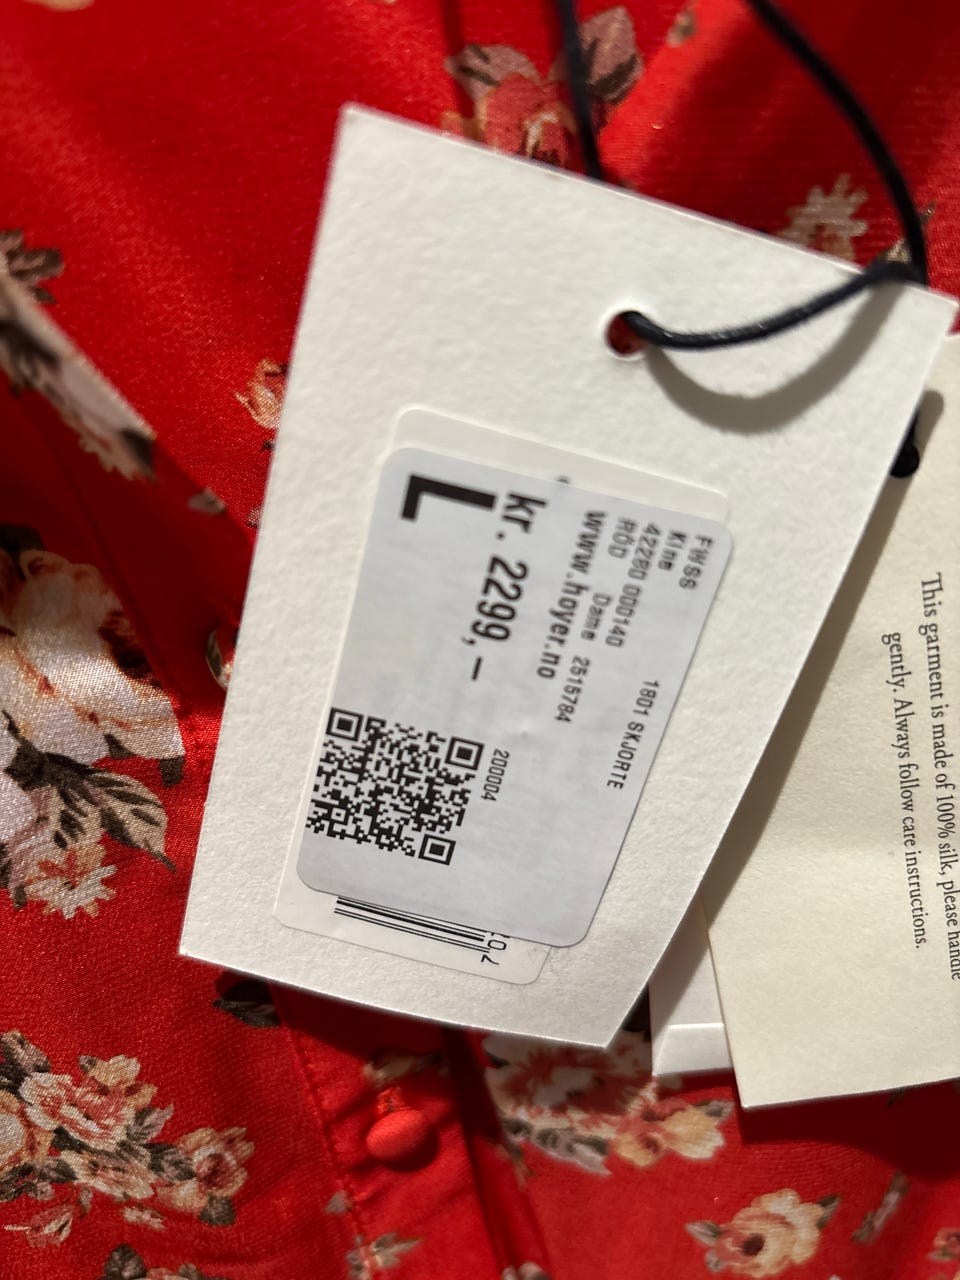 FWSS
Kine
42280 000140 1801 SKJORTE
RÖD Dame 2515784
www.hoyer.no
kr. 2299,-
200004
L
This garment is made of 100% silk, please handle
gently. Always follow care instructions.